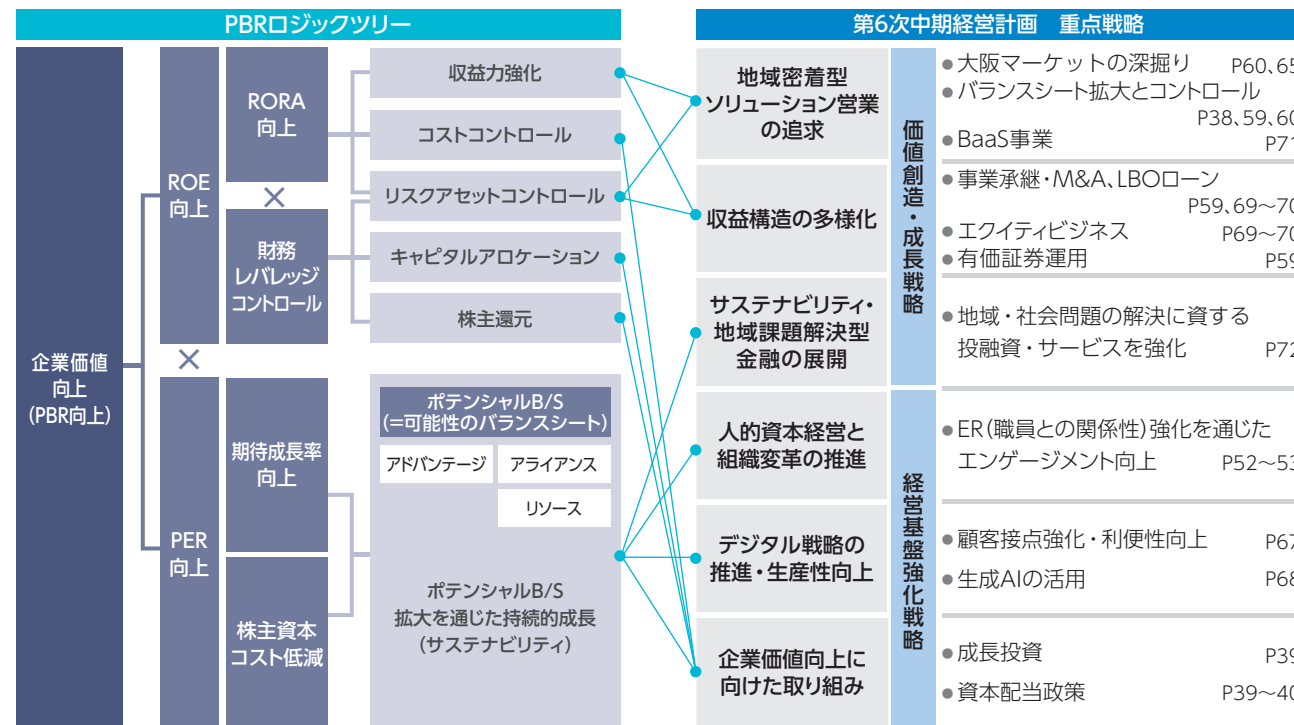 PBRロジックツリー
企業価値
向上
(PBR向上)
ROE
向上
×
PER
向上
RORA
向上
×
財務
レバレッジ
コントロール
期待成長率
向上
株主資本
コスト低減
収益力強化
コストコントロール
リスクアセットコントロール
キャピタルアロケーション
株主還元
ポテンシャルB/S
(=可能性のバランスシート)
アドバンテージ
アライアンス
リソース
ポテンシャルB/S
拡大を通じた持続的成長
(サステナビリティ)
第6次中期経営計画 重点戦略
地域密着型
ソリューション営業
の追求
収益構造の多様化
サステナビリティ・
地域課題解決型
金融の展開
人的資本経営と
組織変革の推進
デジタル戦略の
推進・生産性向上
企業価値向上に
向けた取り組み
価値創造・成長戦略
経営基盤強化戦略
●大阪マーケットの深掘り P60、65
●バランスシート拡大とコントロール
P38、59、60
●BaaS事業 P71
●事業承継・M&A、LBOローン
P59、69～70
●エクイティビジネス P69～70
●有価証券運用 P59
●地域・社会問題の解決に資する
投融資・サービスを強化 P72
●ER(職員との関係性)強化を通じた
エンゲージメント向上 P52～53
●顧客接点強化・利便性向上 P67
●生成AIの活用 P68
●成長投資 P39
●資本配当政策 P39～40